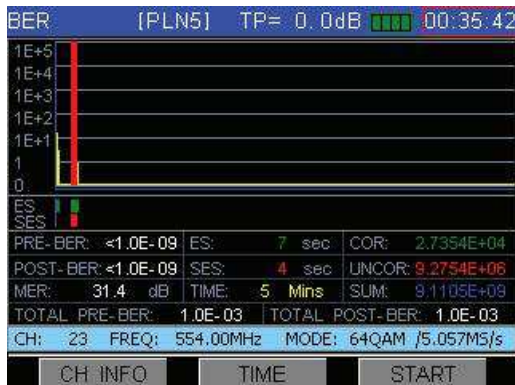 BER [PLN5] TP= 0.0dB 00:35:42
1E+5
1E+4
1E+3
1E+2
1E+1
1
0
ES
SES
PRE-BER: <1.0E-09 ES: 7 sec COR: 2.7354E+04
POST-BER: <1.0E-09 SES: 4 sec UNCOR: 9.2754E+06
MER: 31.4 dB TIME: 5 Mins SUM: 9.1105E+09
TOTAL PRE-BER: 1.0E-03 TOTAL POST-BER: 1.0E-03
CH: 23 FREQ: 554.00MHz MODE: 64QAM /5.057MS/s
CH INFO TIME START